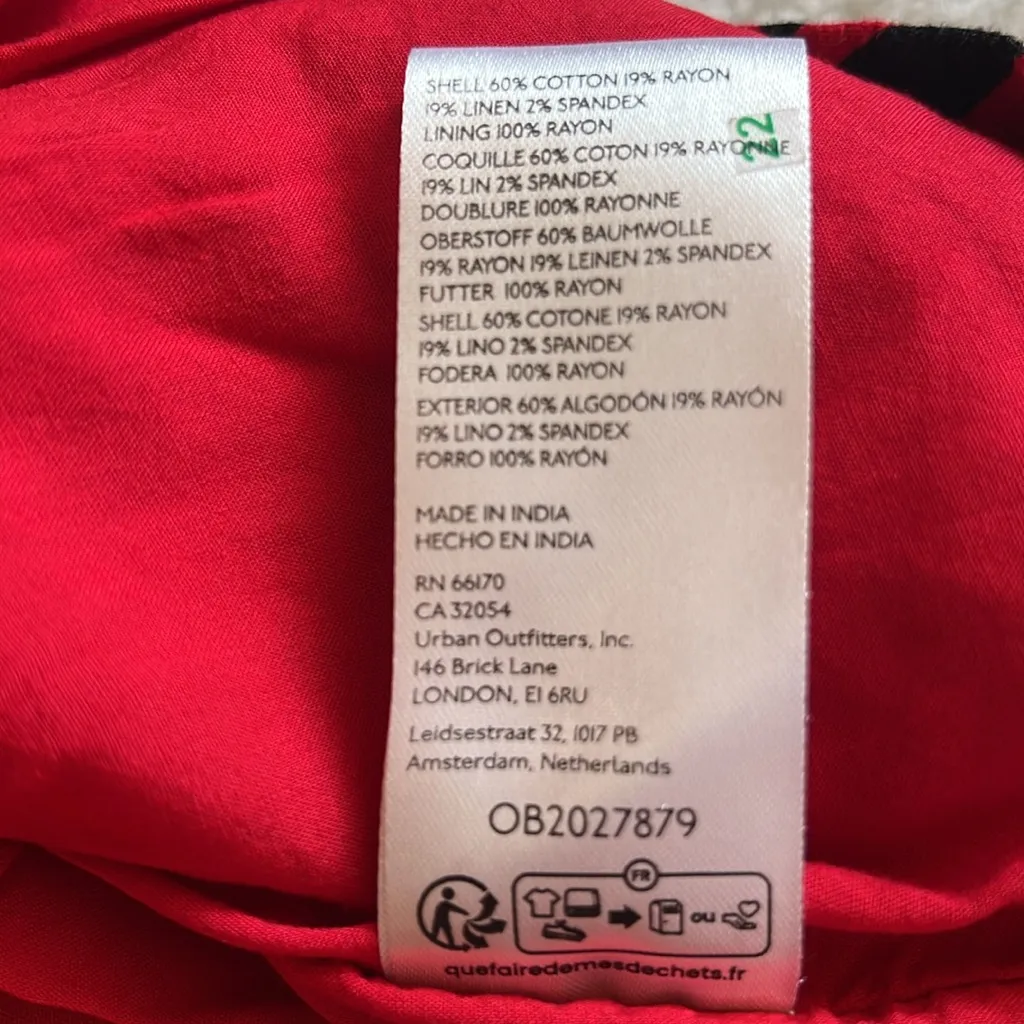 SHELL 60% COTTON 19% RAYON
19% LINEN 2% SPANDEX
LINING 100% RAYON
COQUILLE 60% COTON 19% RAYONNE
19% LIN 2% SPANDEX
DOUBLURE 100% RAYONNE
OBERSTOFF 60% BAUMWOLLE
19% RAYON 19% LEINEN 2% SPANDEX
FUTTER 100% RAYON
SHELL 60% COTONE 19% RAYON
19% LINO 2% SPANDEX
FODERA 100% RAYON
EXTERIOR 60% ALGODÓN 19% RAYÓN
19% LINO 2% SPANDEX
FORRO 100% RAYÓN
22
MADE IN INDIA
HECHO EN INDIA
RN 66170
CA 32054
Urban Outfitters, Inc.
146 Brick Lane
LONDON, E1 6RU
Leidsestraat 32, 1017 PB
Amsterdam, Netherlands
OB2027879
FR
ou
quefairedemesdechets.fr